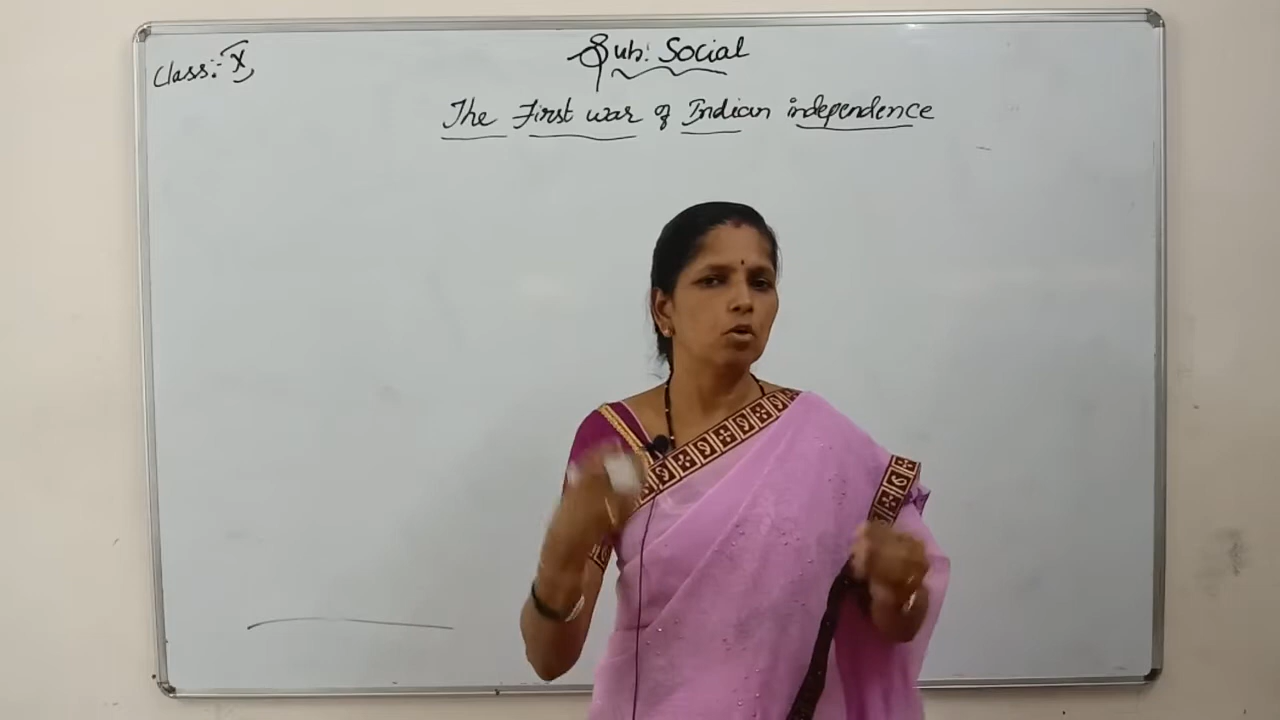 Class:- X
Sub: Social
The First war of Indian independence